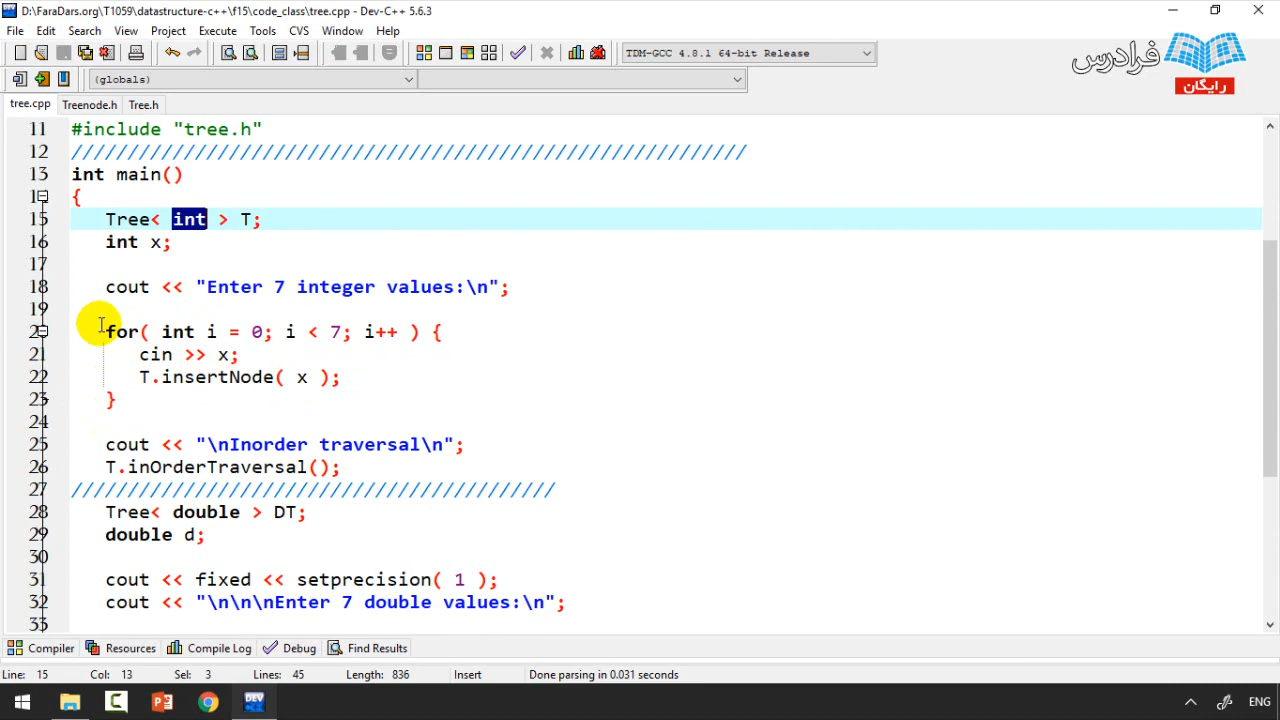 D:\FaraDars.org\T1059\datastructure-c++\f15\code_class\tree.cpp - Dev-C++ 5.6.3
File Edit Search View Project Execute Tools CVS Window Help
TDM-GCC 4.8.1 64-bit Release
فرادرس
رایگان
(globals)
tree.cpp Treenode.h Tree.h
11 #include "tree.h"
12 ////////////////////////////////////////////////////////////
13 int main()
14 {
15 Tree< int > T;
16 int x;
17
18 cout << "Enter 7 integer values:\n";
19
20 for( int i = 0; i < 7; i++ ) {
21 cin >> x;
22 T.insertNode( x );
23 }
24
25 cout << "\nInorder traversal\n";
26 T.inOrderTraversal();
27 ///////////////////////////////////////////
28 Tree< double > DT;
29 double d;
30
31 cout << fixed << setprecision( 1 );
32 cout << "\n\n\nEnter 7 double values:\n";
33
Compiler Resources Compile Log Debug Find Results
Line: 15 Col: 13 Sel: 3 Lines: 45 Length: 836 Insert Done parsing in 0.031 seconds
DEV ENG